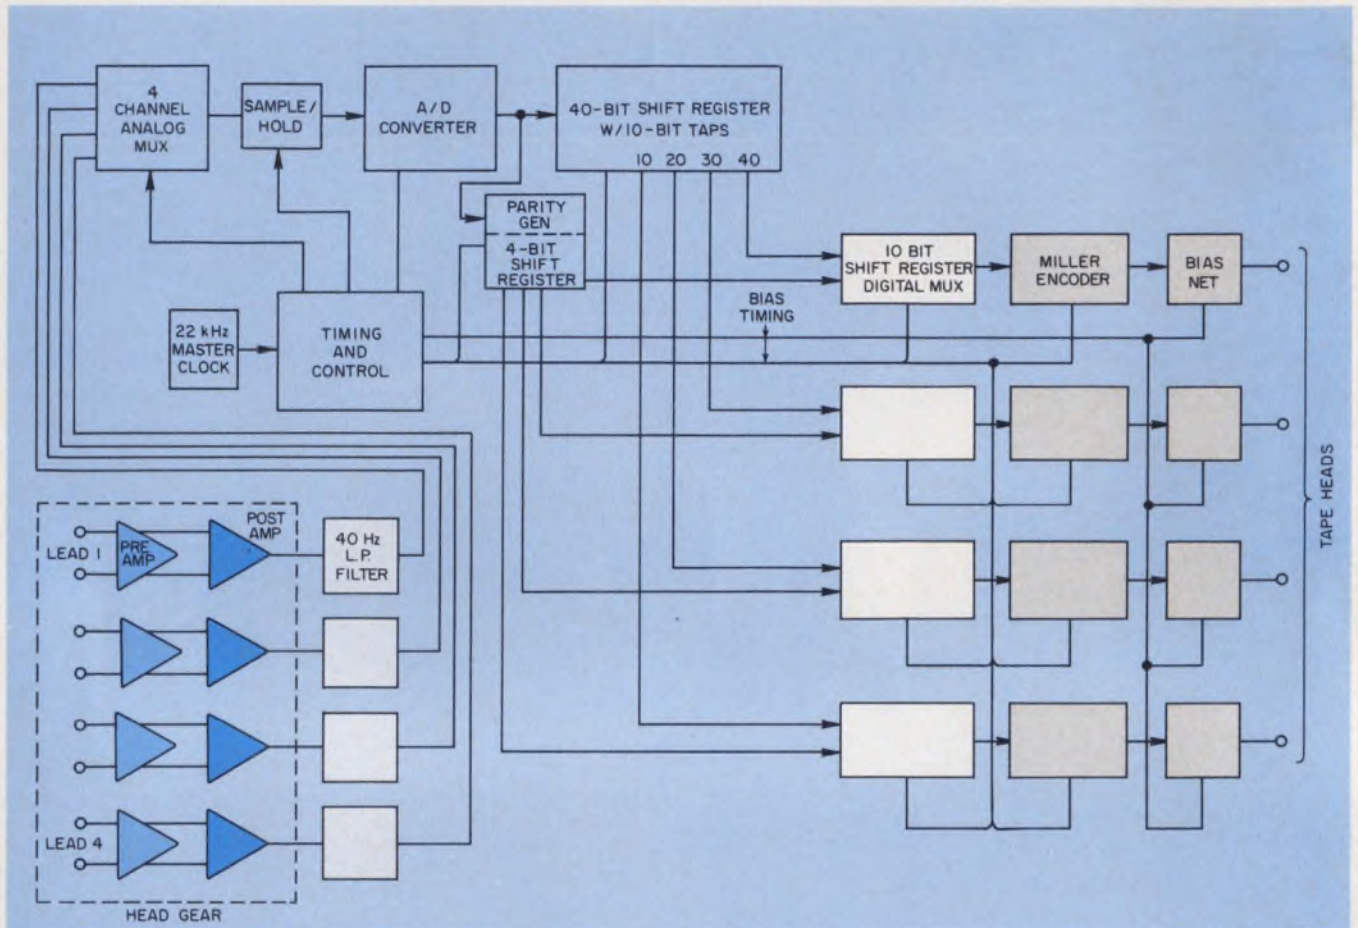 4
CHANNEL
ANALOG
MUX
SAMPLE/
HOLD
A/D
CONVERTER
40-BIT SHIFT REGISTER
W/10-BIT TAPS
10 20 30 40
PARITY
GEN
4-BIT
SHIFT
REGISTER
10 BIT
SHIFT REGISTER
DIGITAL MUX
MILLER
ENCODER
BIAS
NET
BIAS
TIMING
22 kHz
MASTER
CLOCK
TIMING
AND
CONTROL
TAPE HEADS
LEAD 1
PRE
AMP
POST
AMP
40 Hz
L.P.
FILTER
LEAD 4
HEAD GEAR